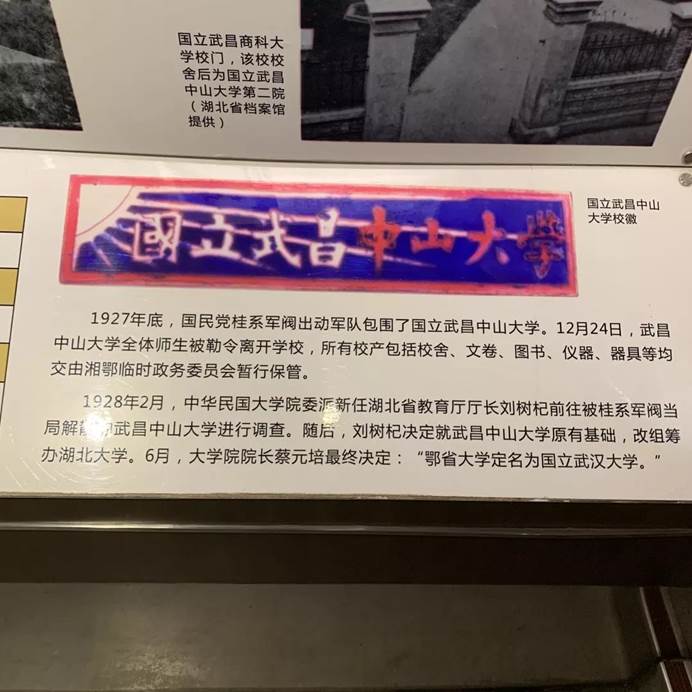 国立武昌商科大
学校门，该校校
舍后为国立武昌
中山大学第二院
（湖北省档案馆
提供）
國立武昌中山大学
国立武昌中山
大学校徽
1927年底，国民党桂系军阀出动军队包围了国立武昌中山大学。12月24日，武昌
中山大学全体师生被勒令离开学校，所有校产包括校舍、文卷、图书、仪器、器具等均
交由湘鄂临时政务委员会暂行保管。
1928年2月，中华民国大学院委派新任湖北省教育厅厅长刘树杞前往被桂系军阀当
局解散的武昌中山大学进行调查。随后，刘树杞决定就武昌中山大学原有基础，改组筹
办湖北大学。6月，大学院院长蔡元培最终决定：“鄂省大学定名为国立武汉大学。”